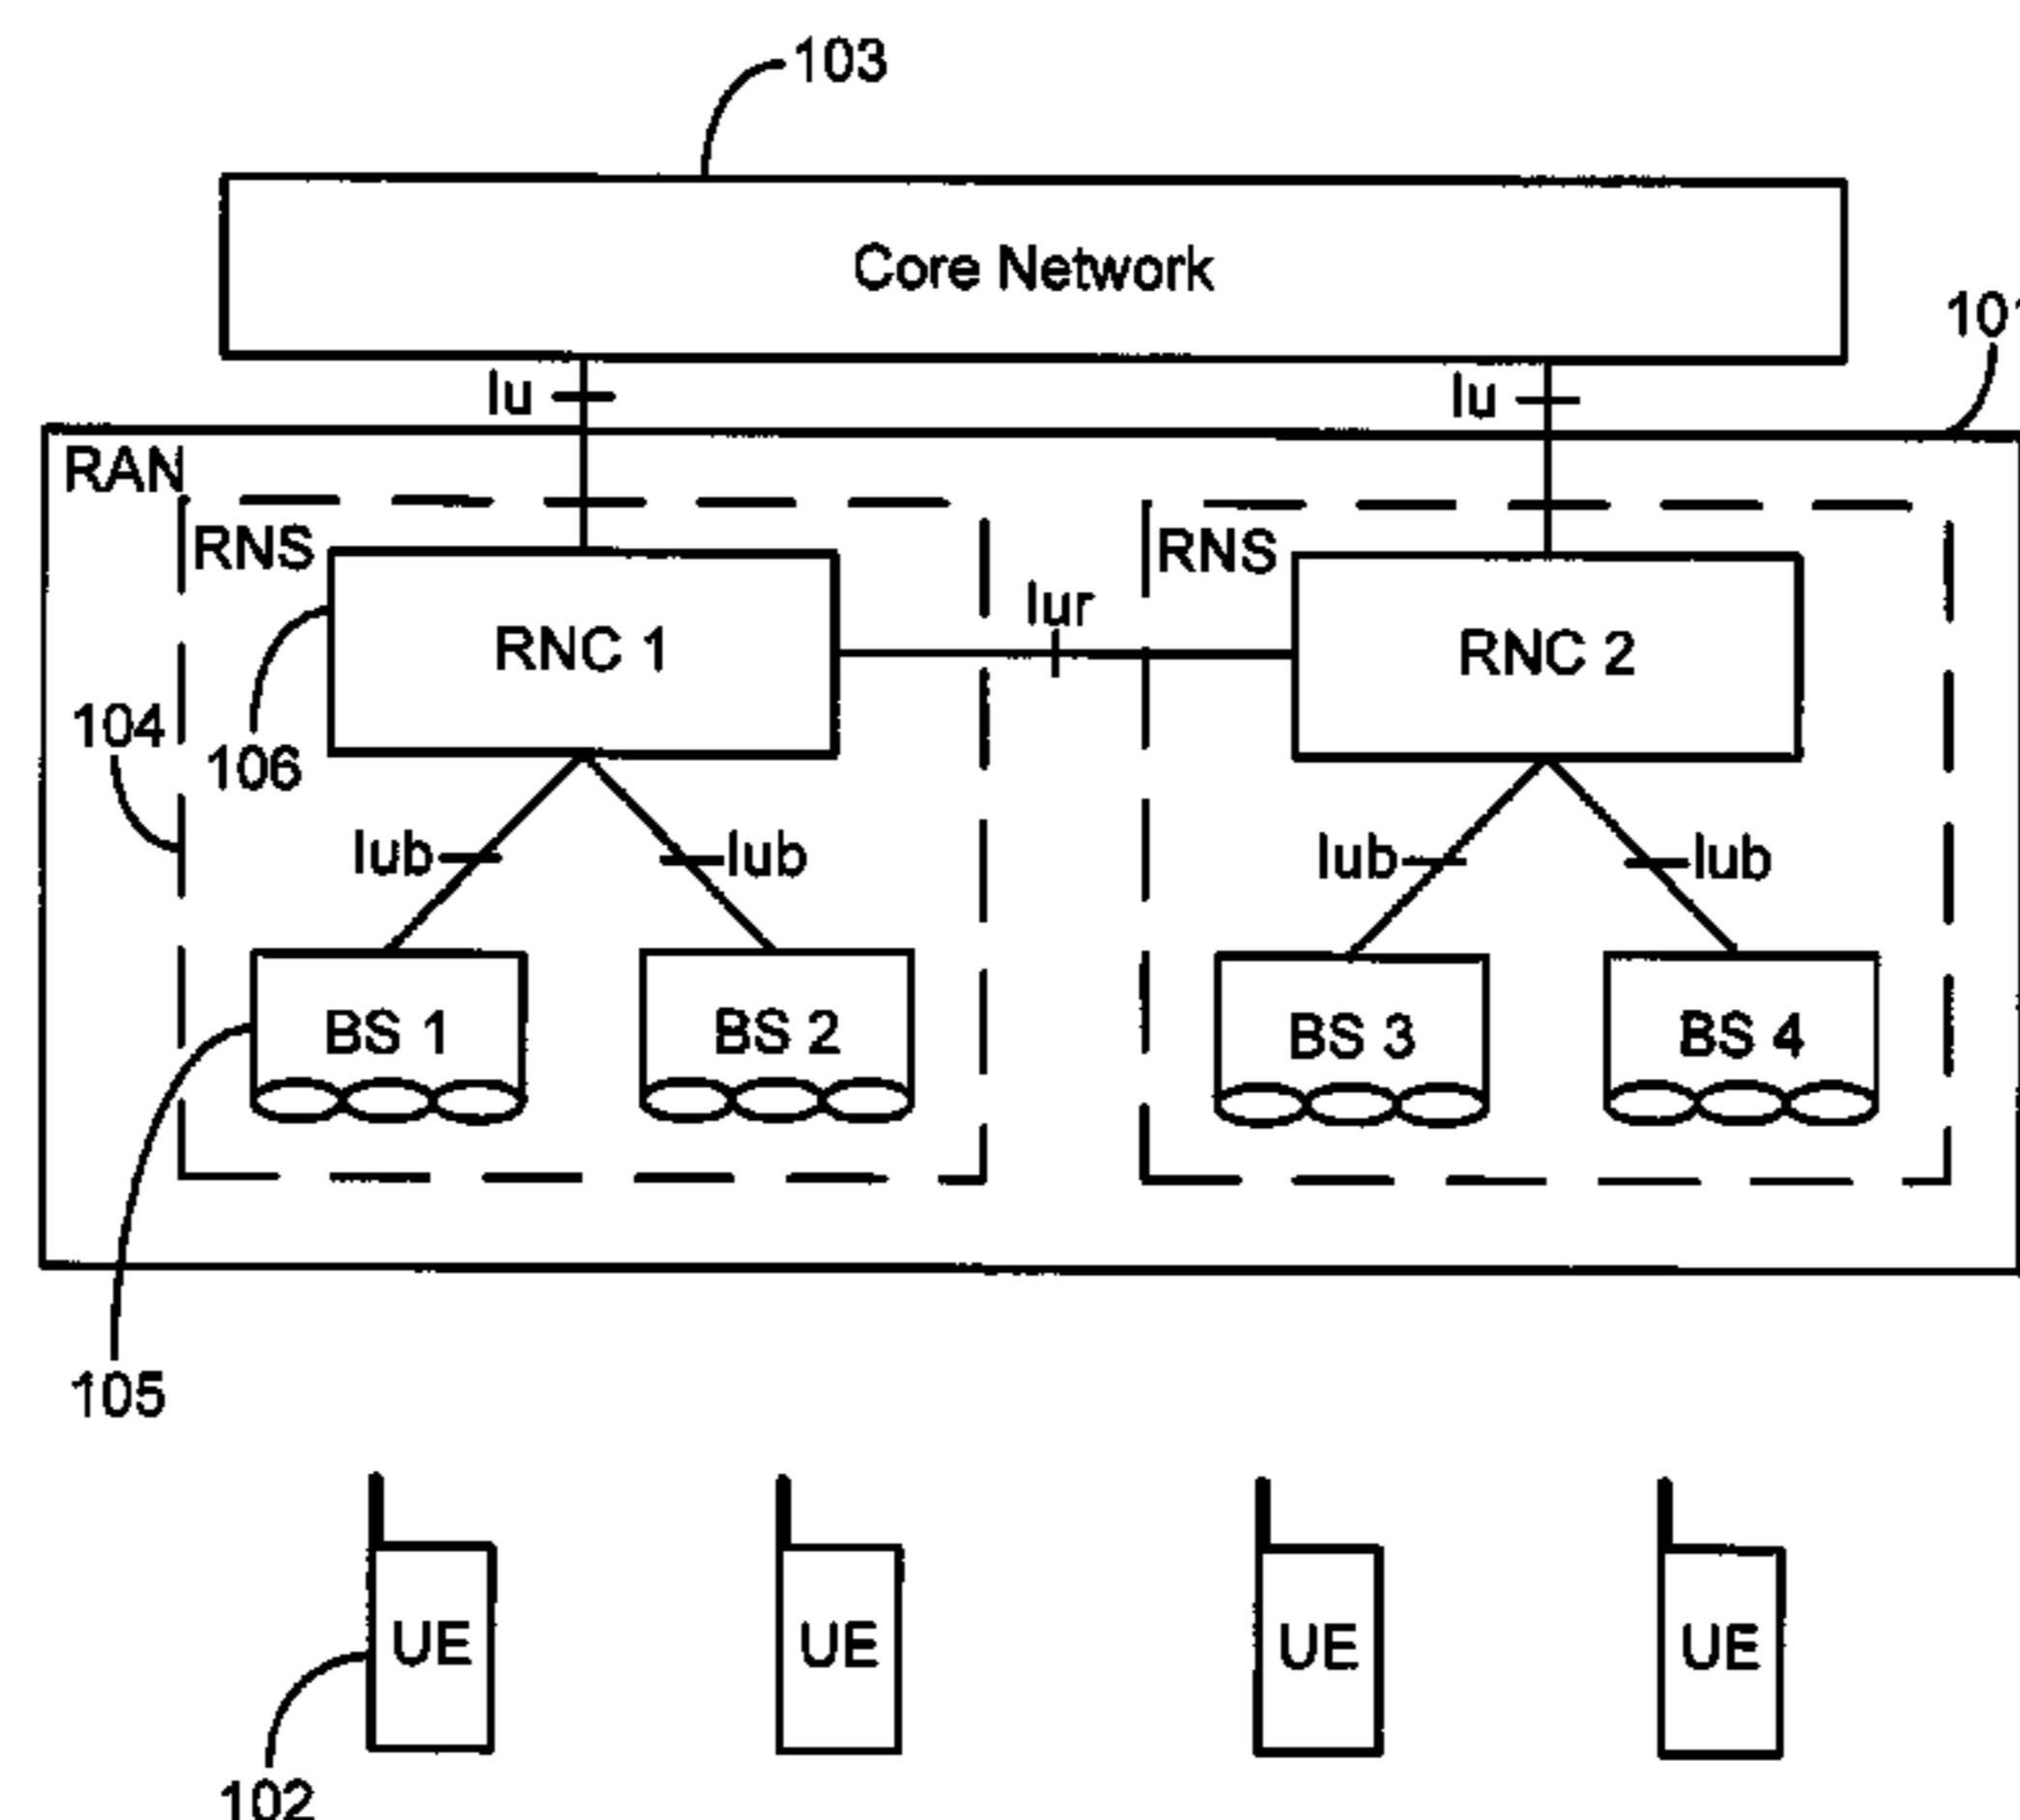 103
Core Network
101
Iu
Iu
RAN
RNS
RNS
RNC 1
Iur
RNC 2
104
106
Iub
Iub
Iub
Iub
BS 1
BS 2
BS 3
BS 4
105
UE
UE
UE
UE
102